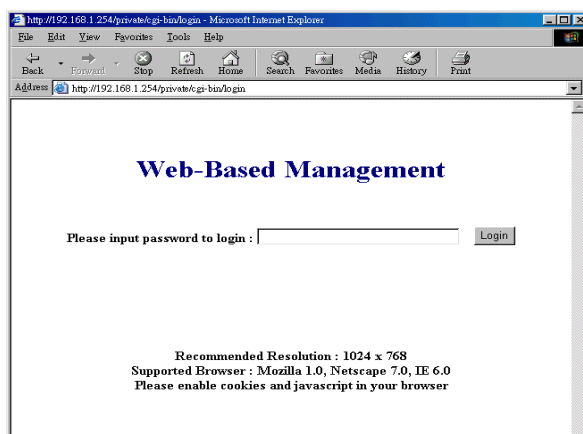 http://192.168.1.254/private/cgi-bin/login - Microsoft Internet Explorer
File Edit View Favorites Tools Help
Back Forward Stop Refresh Home Search Favorites Media History Print
Address http://192.168.1.254/private/cgi-bin/login
Web-Based Management
Please input password to login : Login
Recommended Resolution : 1024 x 768
Supported Browser : Mozilla 1.0, Netscape 7.0, IE 6.0
Please enable cookies and javascript in your browser